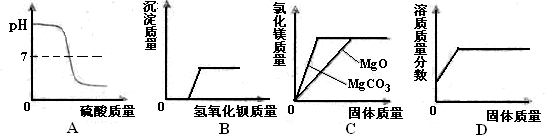 pH
7
0
硫酸质量
A
沉淀质量
0
氢氧化钡质量
B
氯化镁质量
MgO
MgCO3
0
固体质量
C
溶质质量分数
0
固体质量
D